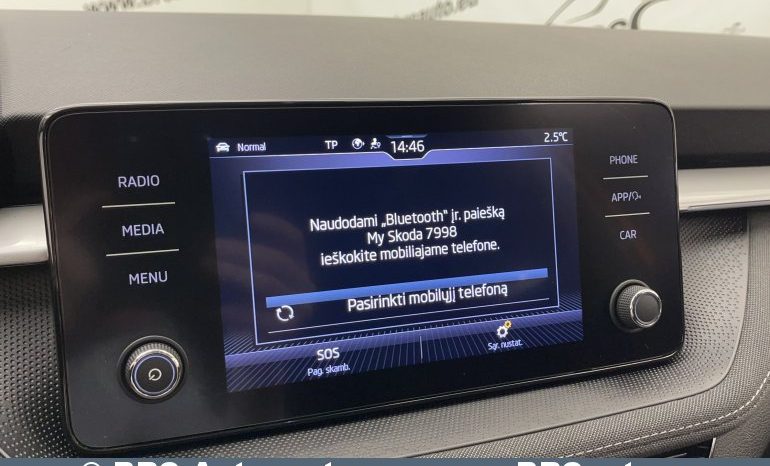 Normal TP 14:46 2.5°C
RADIO
MEDIA
MENU
PHONE
APP/
CAR
Naudodami „Bluetooth" įr. paiešką
My Skoda 7998
ieškokite mobiliajame telefone.
Pasirinkti mobilųjį telefoną
SOS
Pag. skamb.
Sąr. nustat.